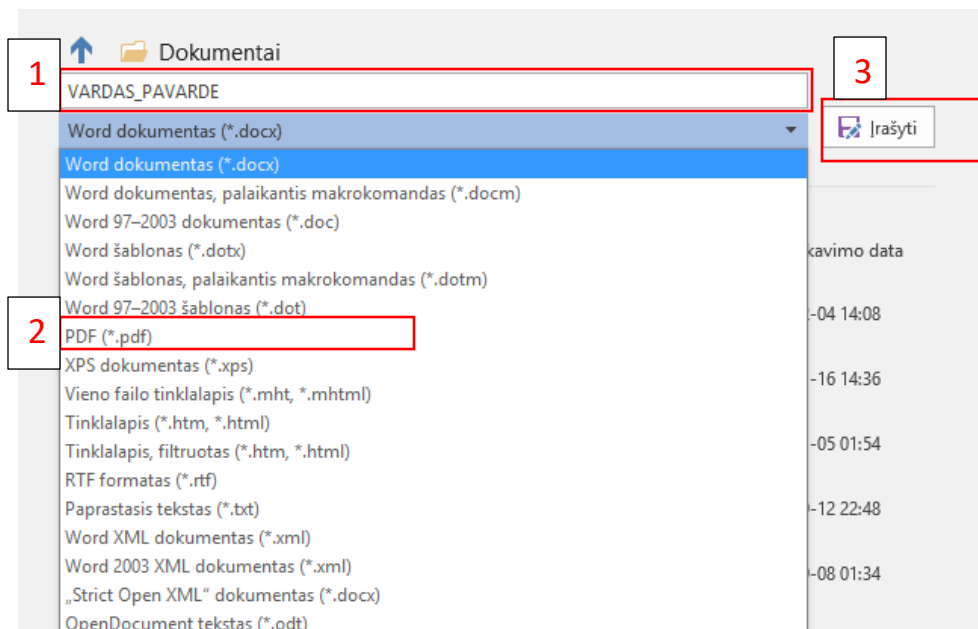 Dokumentai
1
3
VARDAS_PAVARDE
Word dokumentas (*.docx)
Įrašyti
Word dokumentas (*.docx)
Word dokumentas, palaikantis makrokomandas (*.docm)
Word 97–2003 dokumentas (*.doc)
Word šablonas (*.dotx)
kavimo data
Word šablonas, palaikantis makrokomandas (*.dotm)
Word 97–2003 šablonas (*.dot)
-04 14:08
2
PDF (*.pdf)
XPS dokumentas (*.xps)
-16 14:36
Vieno failo tinklalapis (*.mht, *.mhtml)
Tinklalapis (*.htm, *.html)
Tinklalapis, filtruotas (*.htm, *.html)
-05 01:54
RTF formatas (*.rtf)
Paprastasis tekstas (*.txt)
-12 22:48
Word XML dokumentas (*.xml)
Word 2003 XML dokumentas (*.xml)
-08 01:34
„Strict Open XML“ dokumentas (*.docx)
OpenDocument tekstas (*.odt)